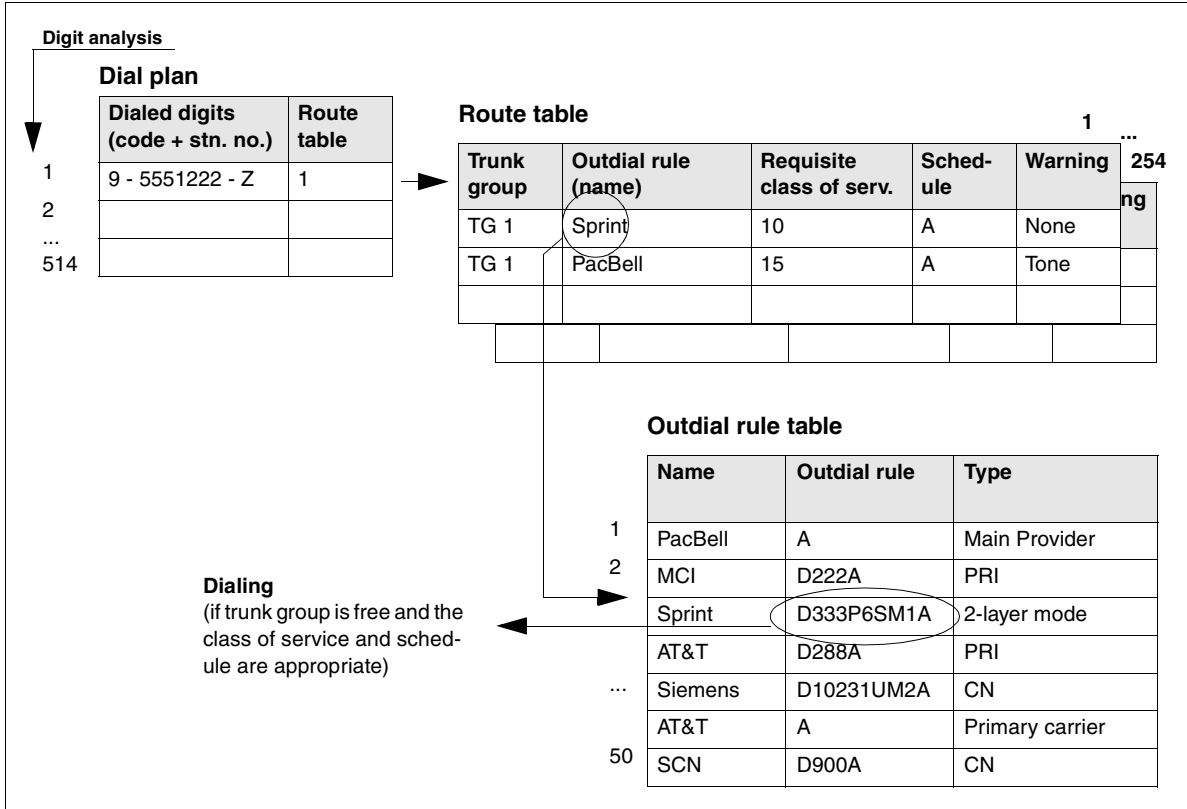 Digit analysis
Dial plan
Dialed digits (code + stn. no.) Route table
1 9 - 5551222 - Z 1
2
...
514
Route table
1
...
254
Trunk group Outdial rule (name) Requisite class of serv. Sched-ule Warning
ng
TG 1 Sprint 10 A None
TG 1 PacBell 15 A Tone
Outdial rule table
Name Outdial rule Type
1 PacBell A Main Provider
2 MCI D222A PRI
Sprint D333P6SM1A 2-layer mode
AT&T D288A PRI
... Siemens D10231UM2A CN
AT&T A Primary carrier
50 SCN D900A CN
Dialing
(if trunk group is free and the
class of service and sched-
ule are appropriate)